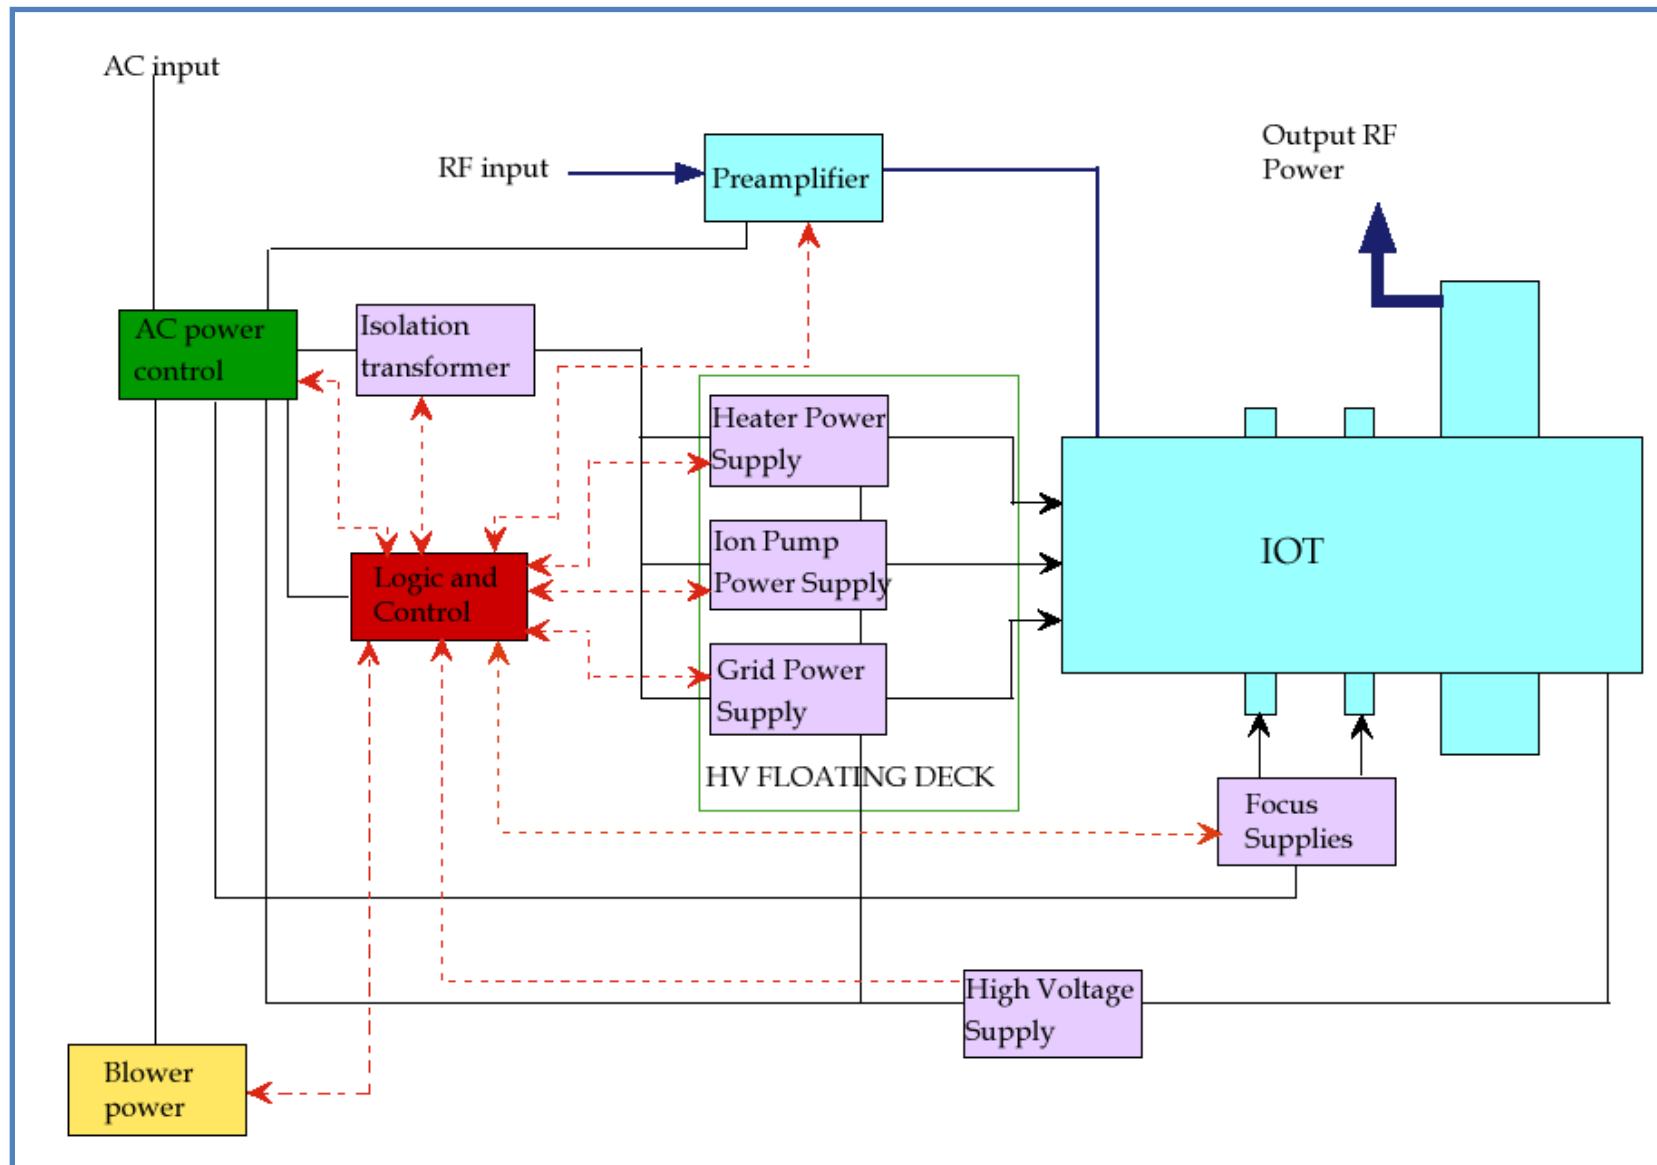 AC input
Output RF
Power
RF input
Preamplifier
AC power
control
Isolation
transformer
Heater Power
Supply
Ion Pump
Power Supply
IOT
Logic and
Control
Grid Power
Supply
HV FLOATING DECK
Focus
Supplies
High Voltage
Supply
Blower
power